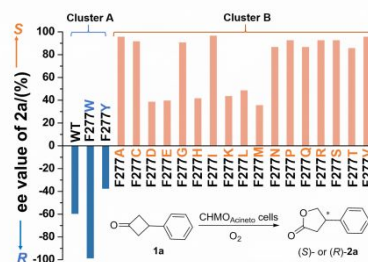 Cluster A
Cluster B
S
ee value of 2a/(%)
R
100
80
60
40
20
0
-20
-40
-60
-80
-100
WT
F277W
F277Y
F277A
F277C
F277D
F277E
F277G
F277H
F277I
F277K
F277L
F277M
F277N
F277P
F277Q
F277R
F277S
F277T
F277V
O
1a
CHMOAcineto cells
O2
O
O
*
(S)- or (R)-2a